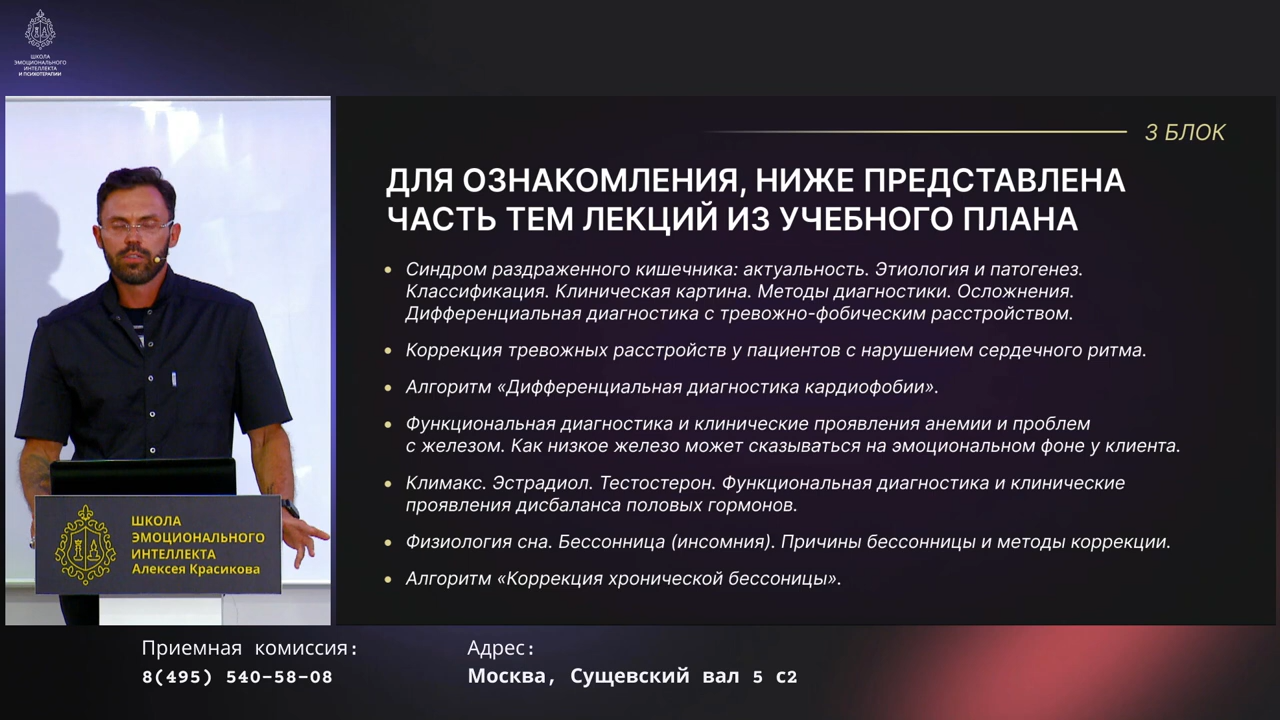 ШКОЛА
ЭМОЦИОНАЛЬНОГО
ИНТЕЛЛЕКТА
И ПСИХОТЕРАПИИ
3 БЛОК
ДЛЯ ОЗНАКОМЛЕНИЯ, НИЖЕ ПРЕДСТАВЛЕНА
ЧАСТЬ ТЕМ ЛЕКЦИЙ ИЗ УЧЕБНОГО ПЛАНА
• Синдром раздраженного кишечника: актуальность. Этиология и патогенез.
Классификация. Клиническая картина. Методы диагностики. Осложнения.
Дифференциальная диагностика с тревожно-фобическим расстройством.
• Коррекция тревожных расстройств у пациентов с нарушением сердечного ритма.
• Алгоритм «Дифференциальная диагностика кардиофобии».
• Функциональная диагностика и клинические проявления анемии и проблем
с железом. Как низкое железо может сказываться на эмоциональном фоне у клиента.
• Климакс. Эстрадиол. Тестостерон. Функциональная диагностика и клинические
проявления дисбаланса половых гормонов.
• Физиология сна. Бессонница (инсомния). Причины бессонницы и методы коррекции.
• Алгоритм «Коррекция хронической бессоницы».
ШКОЛА
ЭМОЦИОНАЛЬНОГО
ИНТЕЛЛЕКТА
Алексея Красикова
Приемная комиссия:
8(495) 540-58-08
Адрес:
Москва, Сущевский вал 5 с2